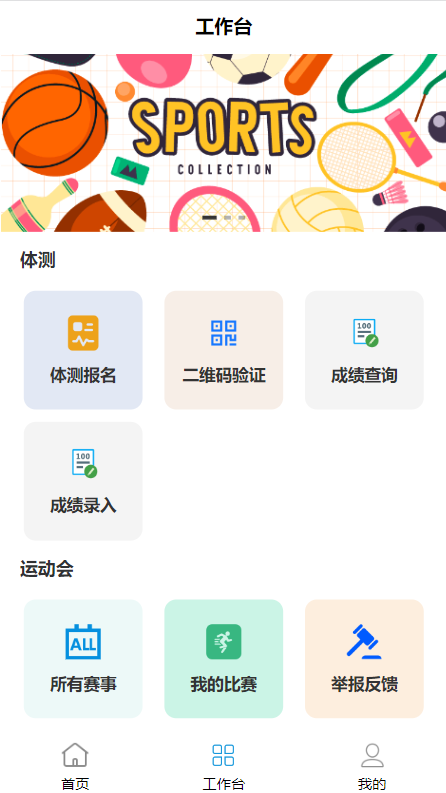 工作台
SPORTS
COLLECTION
体测
体测报名 二维码验证 100 成绩查询
100
成绩录入
运动会
ALL
所有赛事 我的比赛 举报反馈
首页 工作台 我的